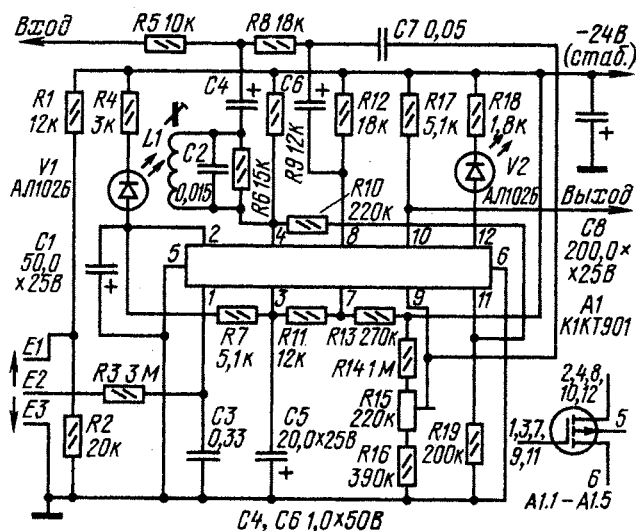 Вход
R5 10к
R8 18к
C7 0,05
-24В
(стаб.)
R1
12к
R4
3к
C4
C6
R12
18к
R17
5,1к
R18
1,8к
L1
V1
АЛ102Б
C2
0,015
R6 15к
R9 12к
R10
220к
V2
АЛ102Б
Выход
C1
50,0
×25В
2
4
8
10
12
5
6
C8
200,0×
×25В
1
3
7
9
11
A1
К1КТ901
E1
E2
E3
R3 3М
R7
5,1к
R11
12к
R13 270к
R14 1М
R15
220к
R16
390к
R2
20к
C3
0,33
C5
20,0×25В
R19
200к
2,4,8,
10,12
1,3,7,
9,11
5
6
A1.1–A1.5
C4, C6 1,0×50В